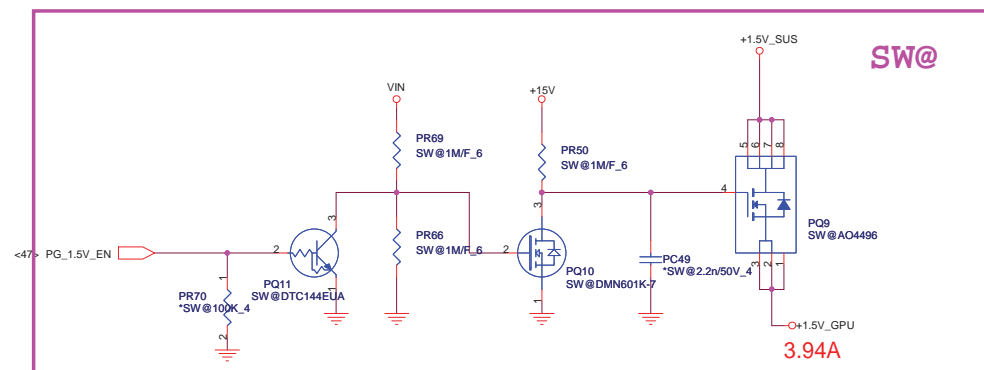 +1.5V_SUS
SW@
VIN
+15V
PR69
SW@1M/F_6
PR50
SW@1M/F_6
5
6
7
8
4
PQ9
SW@AO4496
3
2
1
3
2
PQ11
SW@DTC144EUA
1
PR66
SW@1M/F_6
3
2
PQ10
SW@DMN601K-7
1
PC49
*SW@2.2n/50V_4
<47> PG_1.5V_EN
1
PR70
*SW@100K_4
2
+1.5V_GPU
3.94A